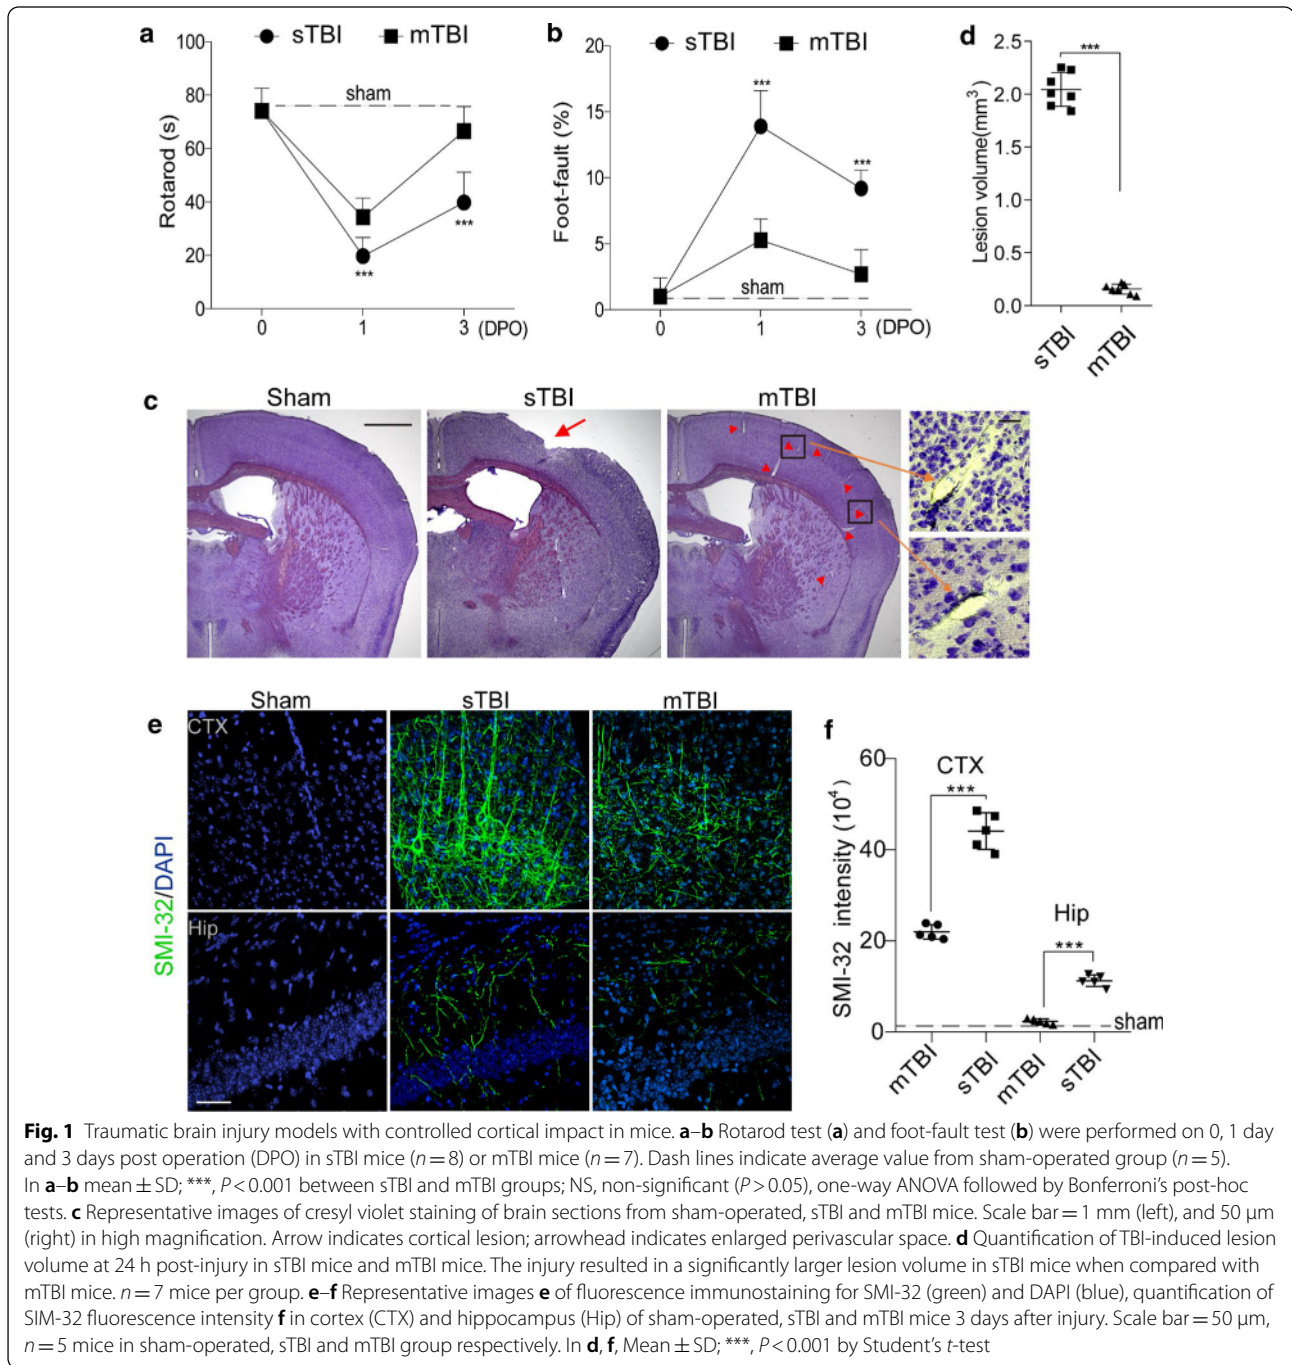 a
sTBI
mTBI
100
80
60
40
20
0
Rotarod (s)
sham
***
***
0
1
3
(DPO)
b
sTBI
mTBI
20
15
10
5
0
Foot-fault (%)
***
***
sham
0
1
3
(DPO)
d
2.5
2.0
1.5
1.0
0.5
0.0
Lesion volume(mm³)
***
sTBI
mTBI
c
Sham
sTBI
mTBI
e
Sham
sTBI
mTBI
CTX
Hip
SMI-32/DAPI
f
60
40
20
0
SMI-32 intensity (10⁴)
CTX
***
Hip
***
sham
mTBI
sTBI
mTBI
sTBI
Fig. 1 Traumatic brain injury models with controlled cortical impact in mice. a–b Rotarod test (a) and foot-fault test (b) were performed on 0, 1 day
and 3 days post operation (DPO) in sTBI mice (n = 8) or mTBI mice (n = 7). Dash lines indicate average value from sham-operated group (n = 5).
In a–b mean ± SD; ***, P < 0.001 between sTBI and mTBI groups; NS, non-significant (P > 0.05), one-way ANOVA followed by Bonferroni's post-hoc
tests. c Representative images of cresyl violet staining of brain sections from sham-operated, sTBI and mTBI mice. Scale bar = 1 mm (left), and 50 μm
(right) in high magnification. Arrow indicates cortical lesion; arrowhead indicates enlarged perivascular space. d Quantification of TBI-induced lesion
volume at 24 h post-injury in sTBI mice and mTBI mice. The injury resulted in a significantly larger lesion volume in sTBI mice when compared with
mTBI mice. n = 7 mice per group. e–f Representative images e of fluorescence immunostaining for SMI-32 (green) and DAPI (blue), quantification of
SIM-32 fluorescence intensity f in cortex (CTX) and hippocampus (Hip) of sham-operated, sTBI and mTBI mice 3 days after injury. Scale bar = 50 μm,
n = 5 mice in sham-operated, sTBI and mTBI group respectively. In d, f, Mean ± SD; ***, P < 0.001 by Student's t-test